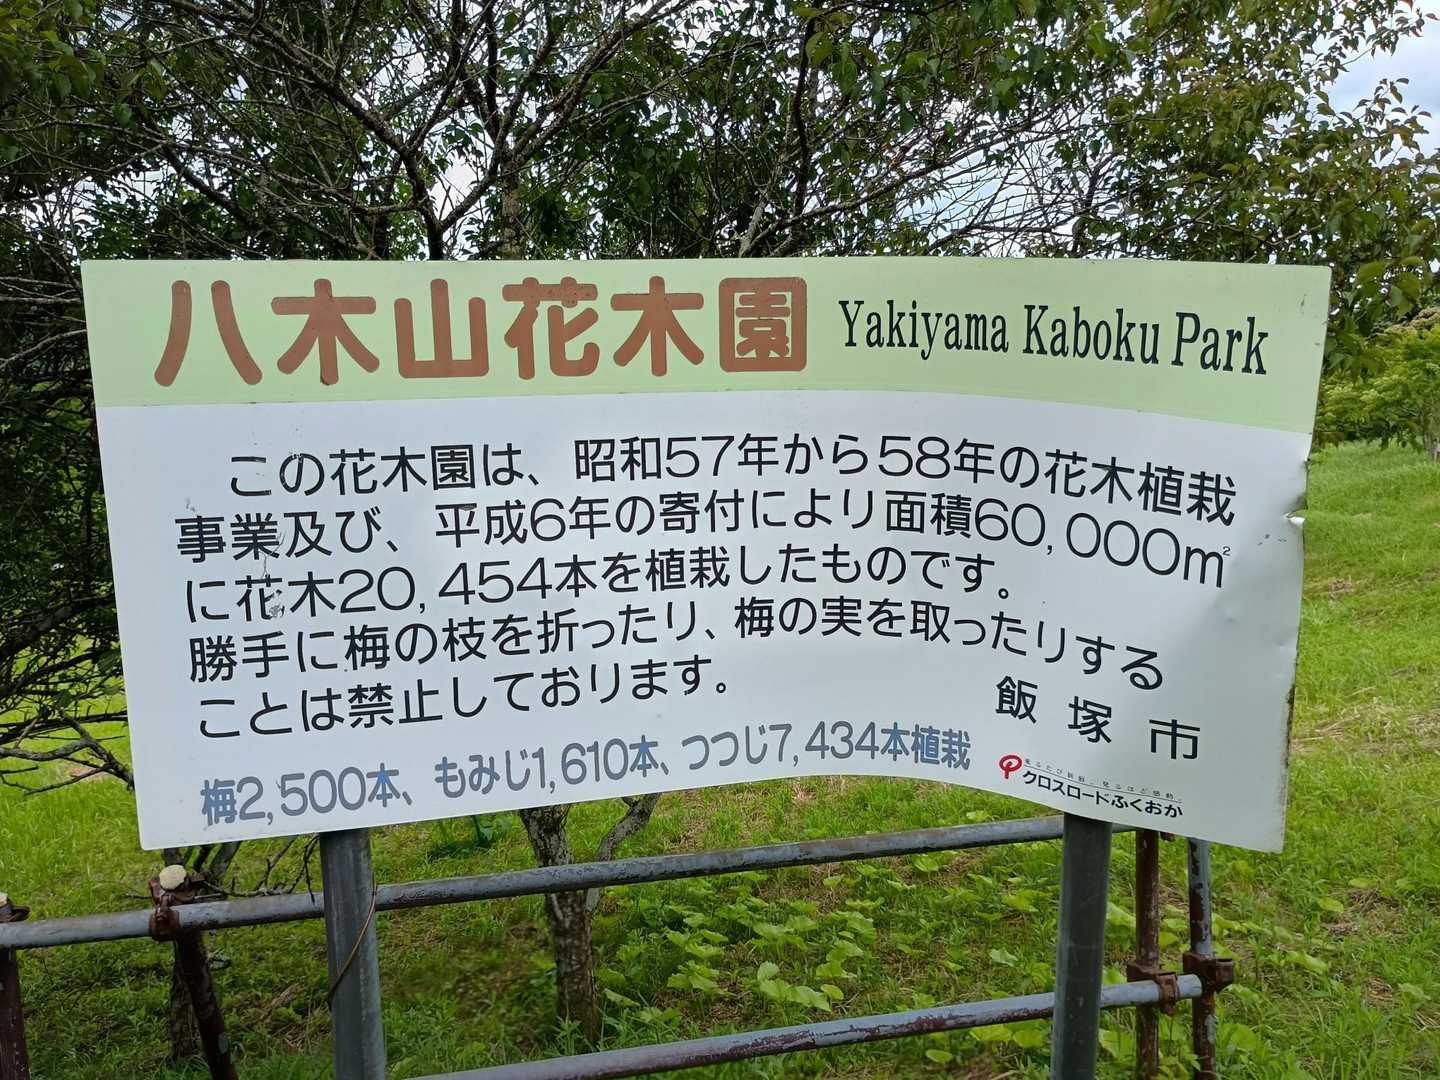 八木山花木園 Yakiyama Kaboku Park
この花木園は、昭和57年から58年の花木植栽
事業及び、平成6年の寄付により面積60,000㎡
に花木20,454本を植栽したものです。
勝手に梅の枝を折ったり、梅の実を取ったりする
ことは禁止しております。
飯塚市
梅2,500本、もみじ1,610本、つつじ7,434本植栽
クロスロードふくおか